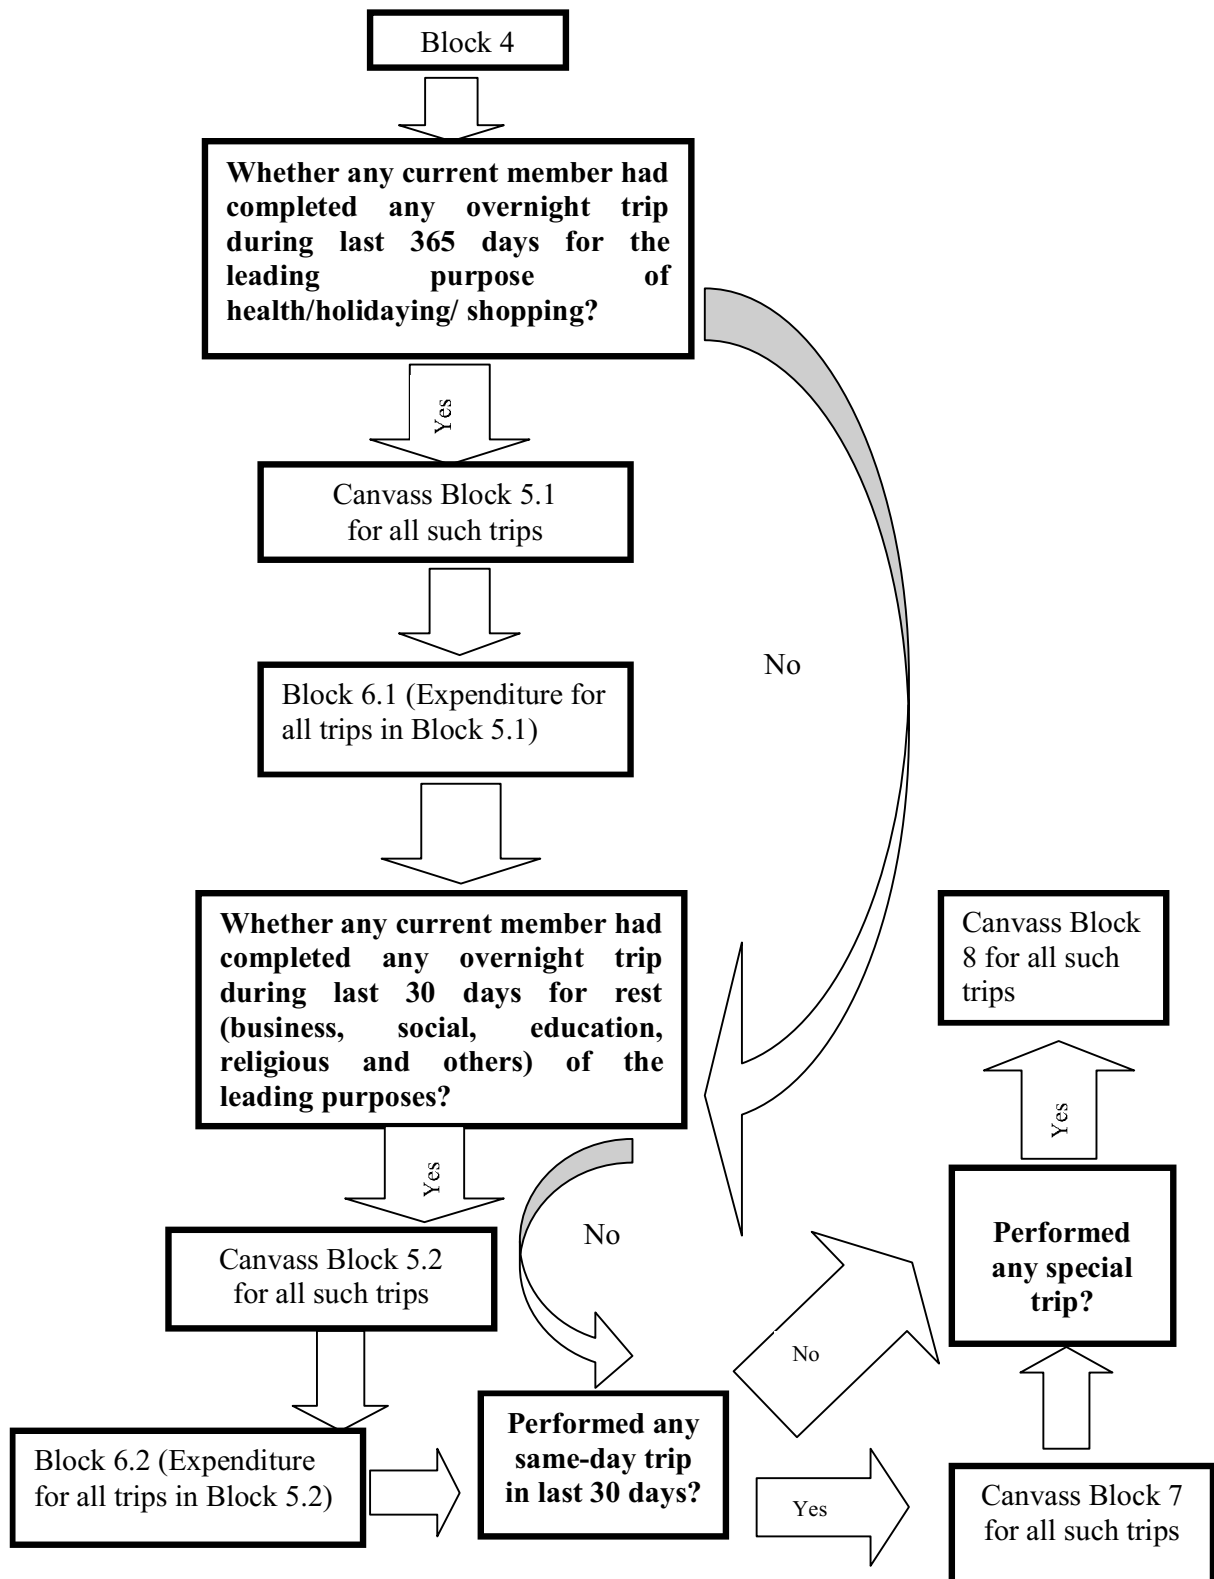 Block 4
Whether any current member had
completed any overnight trip
during last 365 days for the
leading purpose of
health/holidaying/ shopping?
Yes
No
Canvass Block 5.1
for all such trips
Block 6.1 (Expenditure for
all trips in Block 5.1)
Whether any current member had
completed any overnight trip
during last 30 days for rest
(business, social, education,
religious and others) of the
leading purposes?
Yes
No
Canvass Block 5.2
for all such trips
Block 6.2 (Expenditure
for all trips in Block 5.2)
Performed any
same-day trip
in last 30 days?
No
Yes
Canvass Block 7
for all such trips
Performed
any special
trip?
Yes
Canvass Block
8 for all such
trips